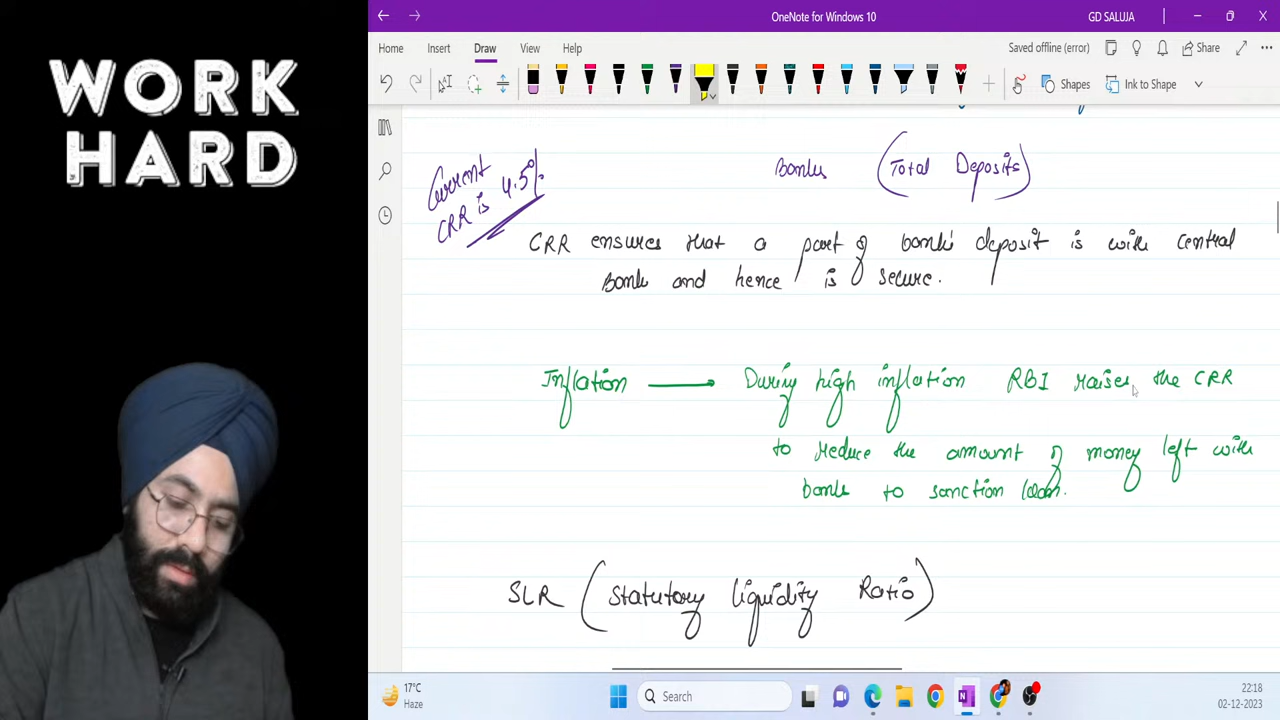 WORK
HARD
OneNote for Windows 10
GD SALUJA
Home Insert Draw View Help
Saved offline (error)
Share
Shapes
Ink to Shape
Current
CRR is 4.5%
Banks (Total Deposits)
CRR ensures that a part of bank's deposit is with central
Bank and hence is secure.
Inflation → During high inflation RBI raises the CRR
to reduce the amount of money left with
banks to sanction loan.
SLR (Statutory liquidity Ratio)
17°C
Haze
Search
22:18
02-12-2023